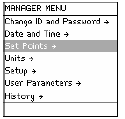 MANAGER MENU
Change ID and Password →
Date and Time →
Set Points →
Units →
Setup →
User Parameters →
History →